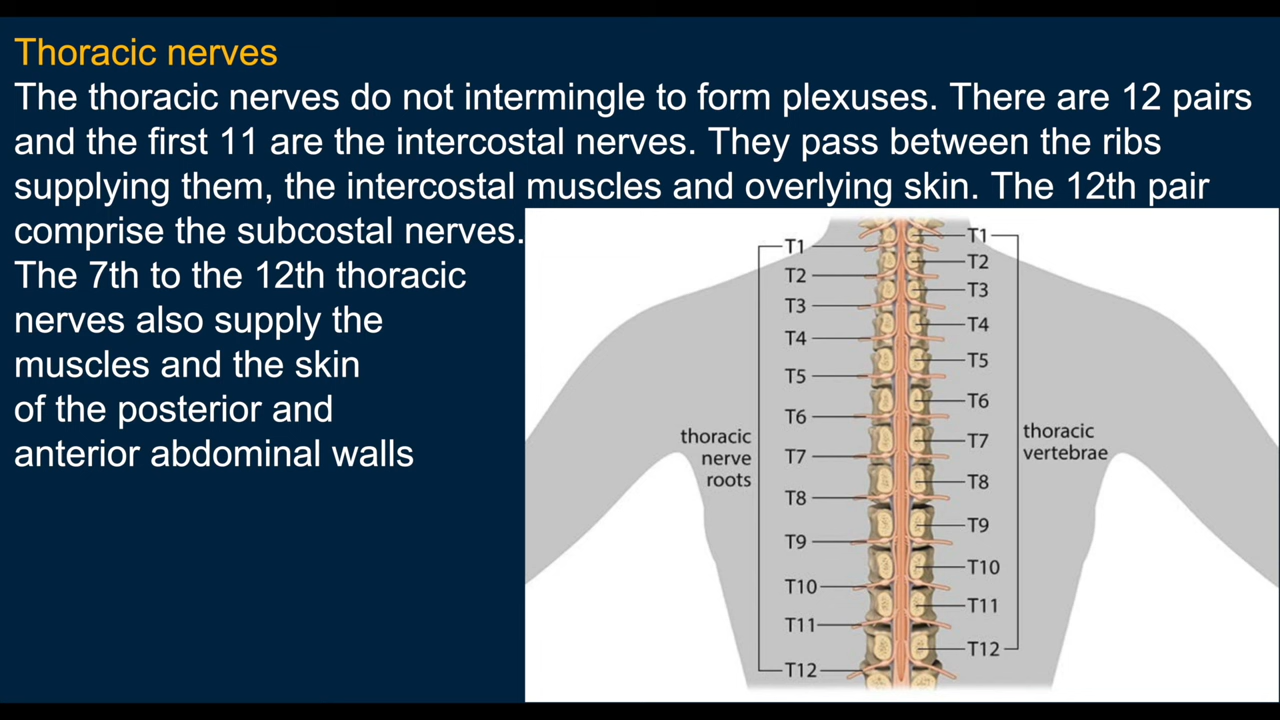 Thoracic nerves
The thoracic nerves do not intermingle to form plexuses. There are 12 pairs
and the first 11 are the intercostal nerves. They pass between the ribs
supplying them, the intercostal muscles and overlying skin. The 12th pair
comprise the subcostal nerves.
The 7th to the 12th thoracic
nerves also supply the
muscles and the skin
of the posterior and
anterior abdominal walls
thoracic
nerve
roots
T1
T2
T3
T4
T5
T6
T7
T8
T9
T10
T11
T12
T1
T2
T3
T4
T5
T6
T7
T8
T9
T10
T11
T12
thoracic
vertebrae